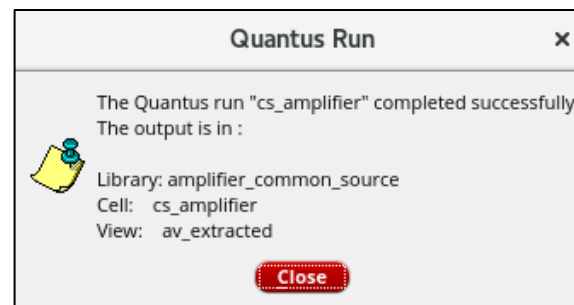 Quantus Run
The Quantus run "cs_amplifier" completed successfully
The output is in :
Library: amplifier_common_source
Cell: cs_amplifier
View: av_extracted
Close